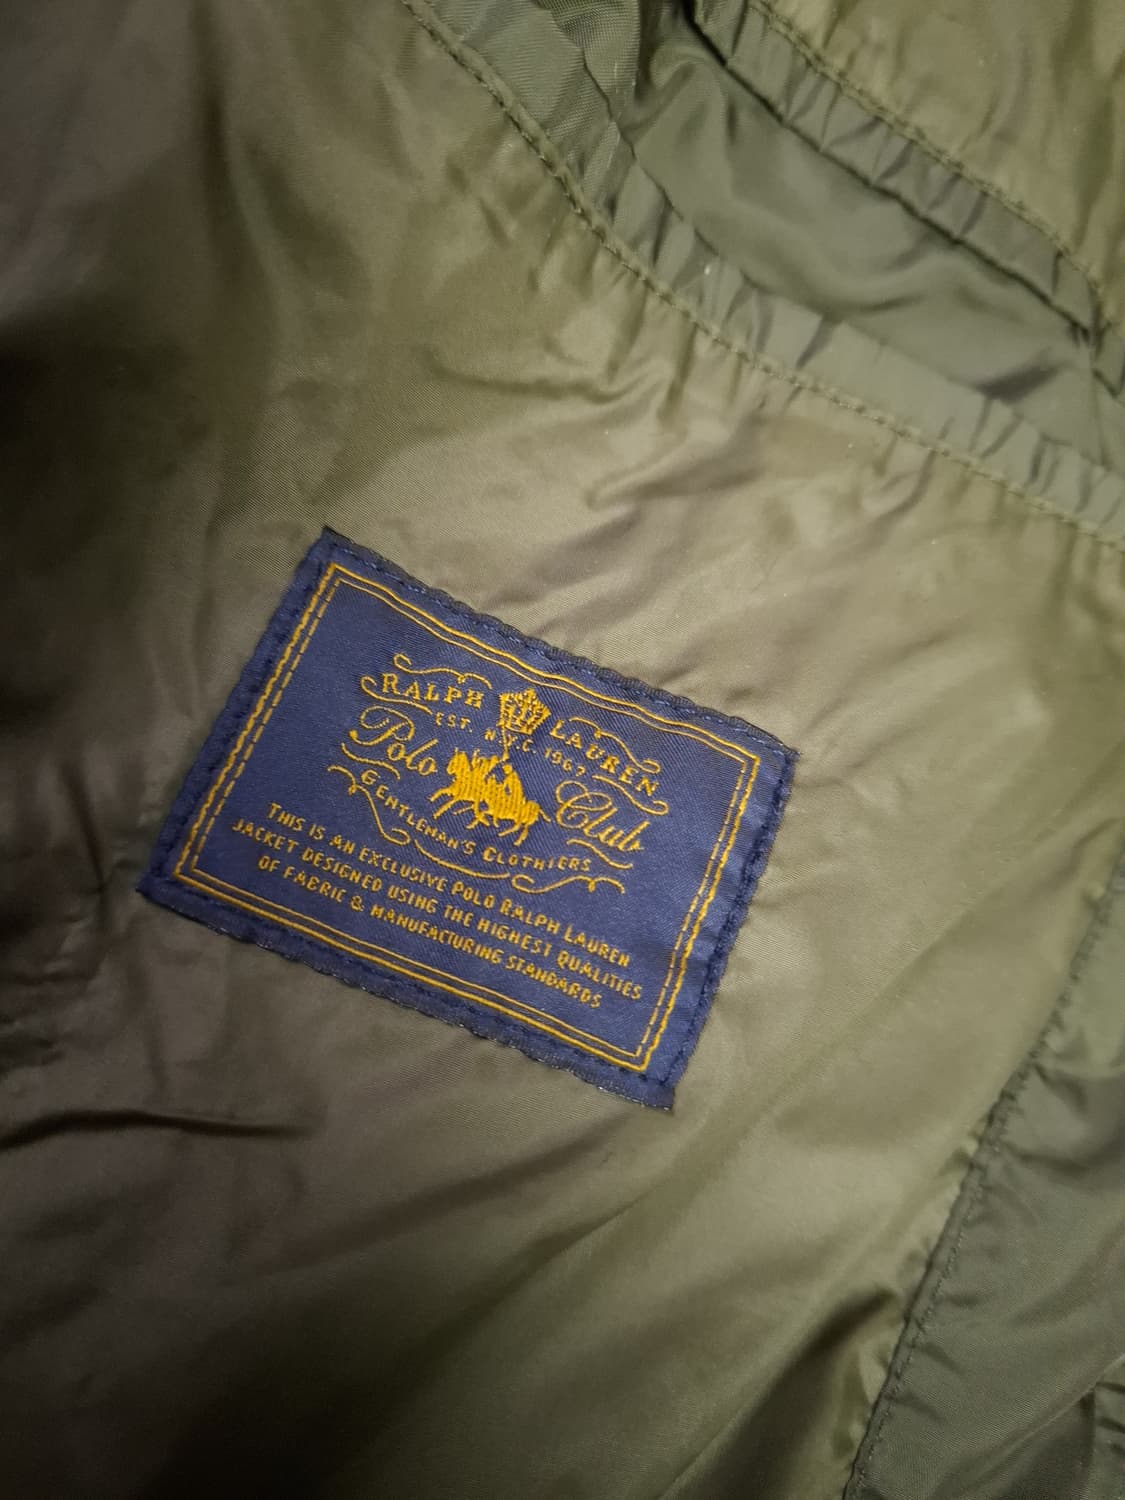 RALPH LAUREN
EST. N.Y.C. 1967
Polo Club
GENTLEMAN'S CLOTHIERS
THIS IS AN EXCLUSIVE POLO RALPH LAUREN
JACKET DESIGNED USING THE HIGHEST QUALITIES
OF FABRIC & MANUFACTURING STANDARDS